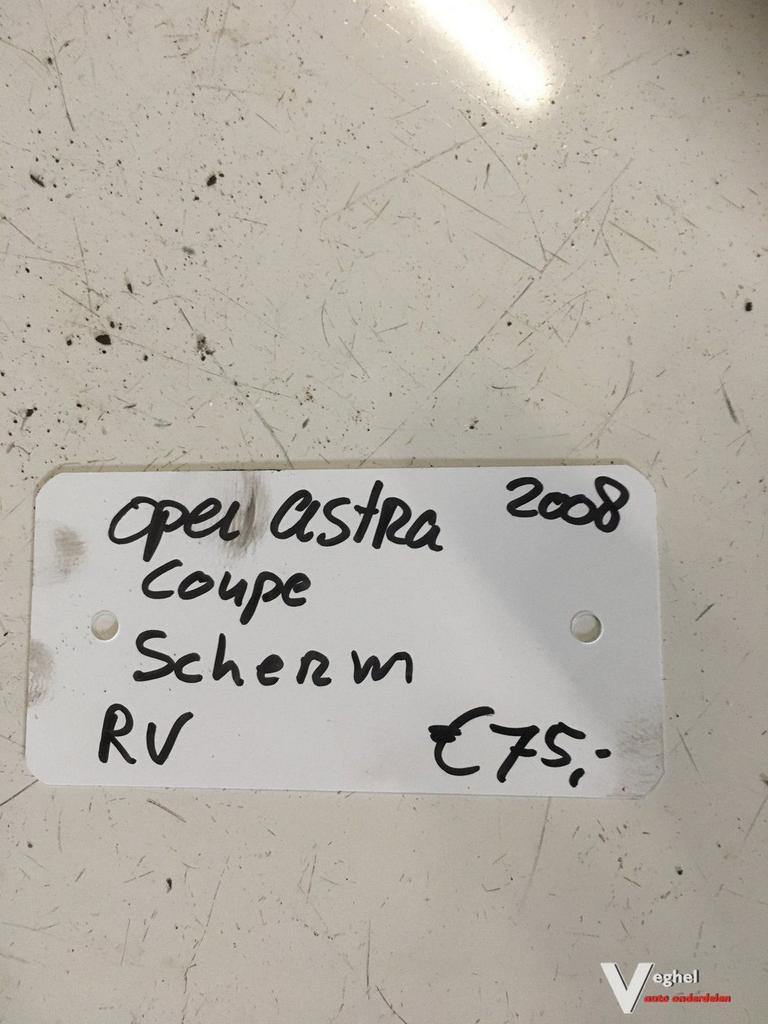 Opel Astra 2008
Coupe
Scherm
RV €75,-
Veghel
auto onderdelen